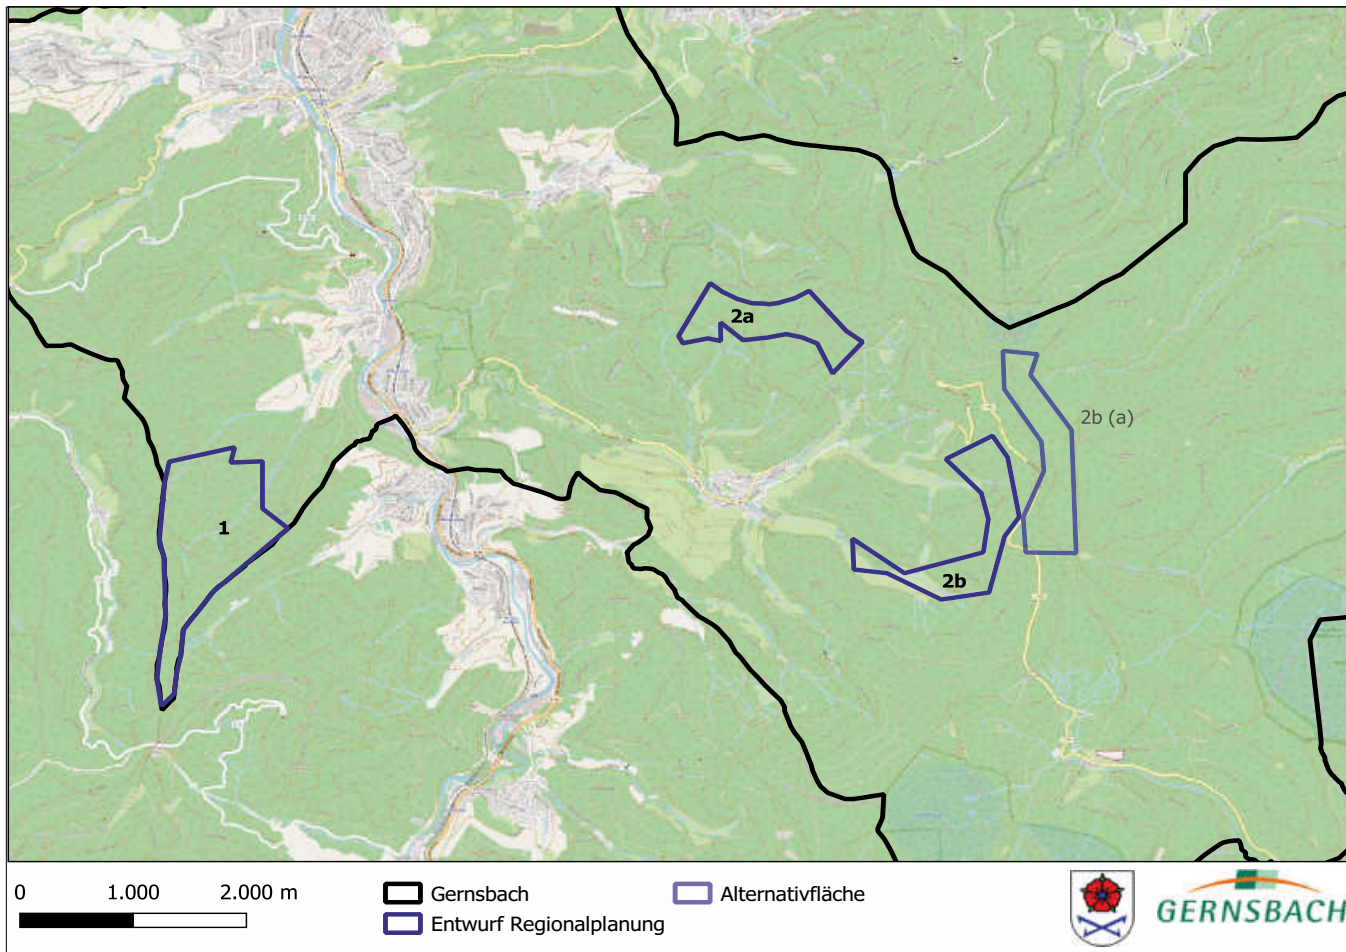 2a
2b (a)
1
2b
0 1.000 2.000 m
Gernsbach
Entwurf Regionalplanung
Alternativfläche
GERNSBACH